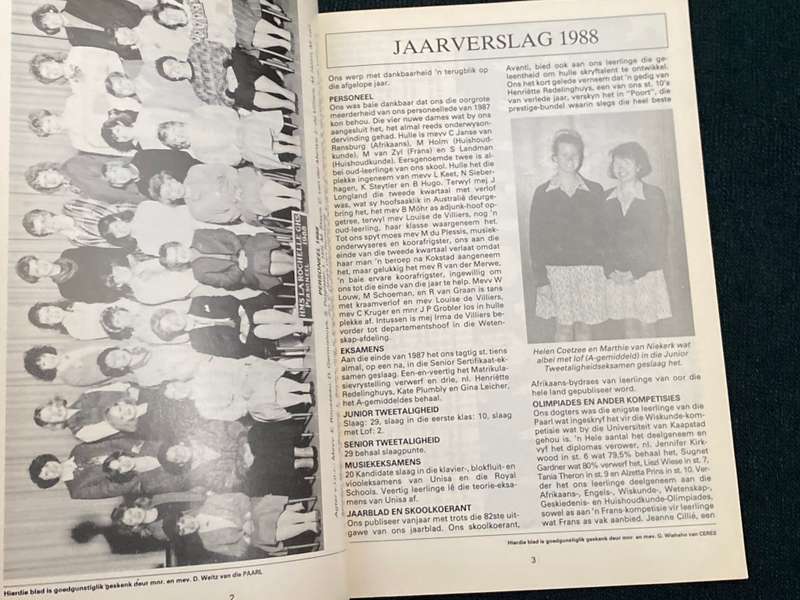 HMS LA ROCHELLE GHS
PERSONEEL
1988
PERSONEEL 1988
Hierdie blad is goedgunstiglik geskenk deur mnr. en mev. D. Weitz van die PAARL
2
JAARVERSLAG 1988
Ons werp met dankbaarheid 'n terugblik op
die afgelope jaar.
PERSONEEL
Ons was baie dankbaar dat ons die oorgrote
meerderheid van ons personeellede van 1987
kon behou. Die vier nuwe dames wat by ons
aangesluit het, het almal reeds onderwyson-
dervinding gehad. Hulle is mevv C Janse van
Rensburg (Afrikaans), M Holm (Huishoud-
kunde), M van Zyl (Frans) en S Landman
(Huishoudkunde). Eersgenoemde twee is al-
bei oud-leerlinge van ons skool. Hulle het die
plekke ingeneem van mevv L Keet, N Sieber-
hagen, K Steytler en B Hugo. Terwyl mej J
Longland die tweede kwartaal met verlof
was, wat sy hoofsaaklik in Australië deurge-
bring het, het mev B Möhr as adjunk-hoof op-
getree, terwyl mev Louise de Villiers, nog 'n
oud-leerling, haar klasse waargeneem het.
Tot ons spyt moes mev M du Plessis, musiek-
onderwyseres en koorafrigster, ons aan die
einde van die tweede kwartaal verlaat omdat
haar man 'n beroep na Kokstad aangeneem
het, maar gelukkig het mev R van der Merwe,
'n baie ervare koorafrigster, ingewillig om
ons tot die einde van die jaar te help. Mevv W
Louw, M Schoeman, en R van Graan is tans
met kraamverlof en mev Louise de Villiers,
mev C Kruger en mnr J P Grobler los in hulle
plekke af. Intussen is mej Irma de Villiers be-
vorder tot departementshoof in die Weten-
skap-afdeling.
EKSAMENS
Aan die einde van 1987 het ons tagtig st. tiens
almal, op een na, in die Senior Sertifikaat-ek-
samen geslaag. Een-en-veertig het Matrikula-
sievrystelling verwerf en drie, nl. Henriëtte
Redelinghuys, Kate Plumbly en Gina Leicher,
het A-gemiddeldes behaal.
JUNIOR TWEETALIGHEID
Slaag: 29, slaag in die eerste klas: 10, slaag
met Lof: 2.
SENIOR TWEETALIGHEID
29 behaal slaagpunte.
MUSIEKEKSAMENS
20 Kandidate slaag in die klavier-, blokfluit- en
viooleksamens van Unisa en die Royal
Schools. Veertig leerlinge lê die teorie-eksa-
mens van Unisa af.
JAARBLAD EN SKOOLKOERANT
Ons publiseer vanjaar met trots die 82ste uit-
gawe van ons jaarblad. Ons skoolkoerant,
Avanti, bied ook aan ons leerlinge die ge-
leentheid om hulle skryftalent te ontwikkel.
Ons het kort gelede verneem dat 'n gedig van
Henriëtte Redelinghuys, een van ons st. 10's
van verlede jaar, verskyn het in "Poort", die
prestige-bundel waarin slegs die heel beste
Helen Coetzee en Marthie van Niekerk wat
albei met lof (A-gemiddeld) in die Junior
Tweetaligheidseksamen geslaag het.
Afrikaans-bydraes van leerlinge van oor die
hele land gepubliseer word.
OLIMPIADES EN ANDER KOMPETISIES
Ons dogters was die enigste leerlinge van die
Paarl wat ingeskryf het vir die Wiskunde-kom-
petisie wat by die Universiteit van Kaapstad
gehou is. 'n Hele aantal het deelgeneem en
vyf het diplomas verower, nl. Jennifer Kirk-
wood in st. 6 wat 79,5% behaal het, Sugnet
Gardner wat 80% verwerf het, Liezl Wiese in st. 7,
Tania Theron in st. 9 en Alzetta Prins in st. 10. Ver-
der het ons leerlinge deelgeneem aan die
Afrikaans-, Engels-, Wiskunde-, Wetenskap-,
Geskiedenis- en Huishoudkunde-Olimpiades,
sowel as aan 'n Frans-kompetisie vir leerlinge
wat Frans as vak aanbied. Jeanne Cillié, een
Hierdie blad is goedgunstiglik geskenk deur mnr. en mev. G. Wiehahn van CERES
3